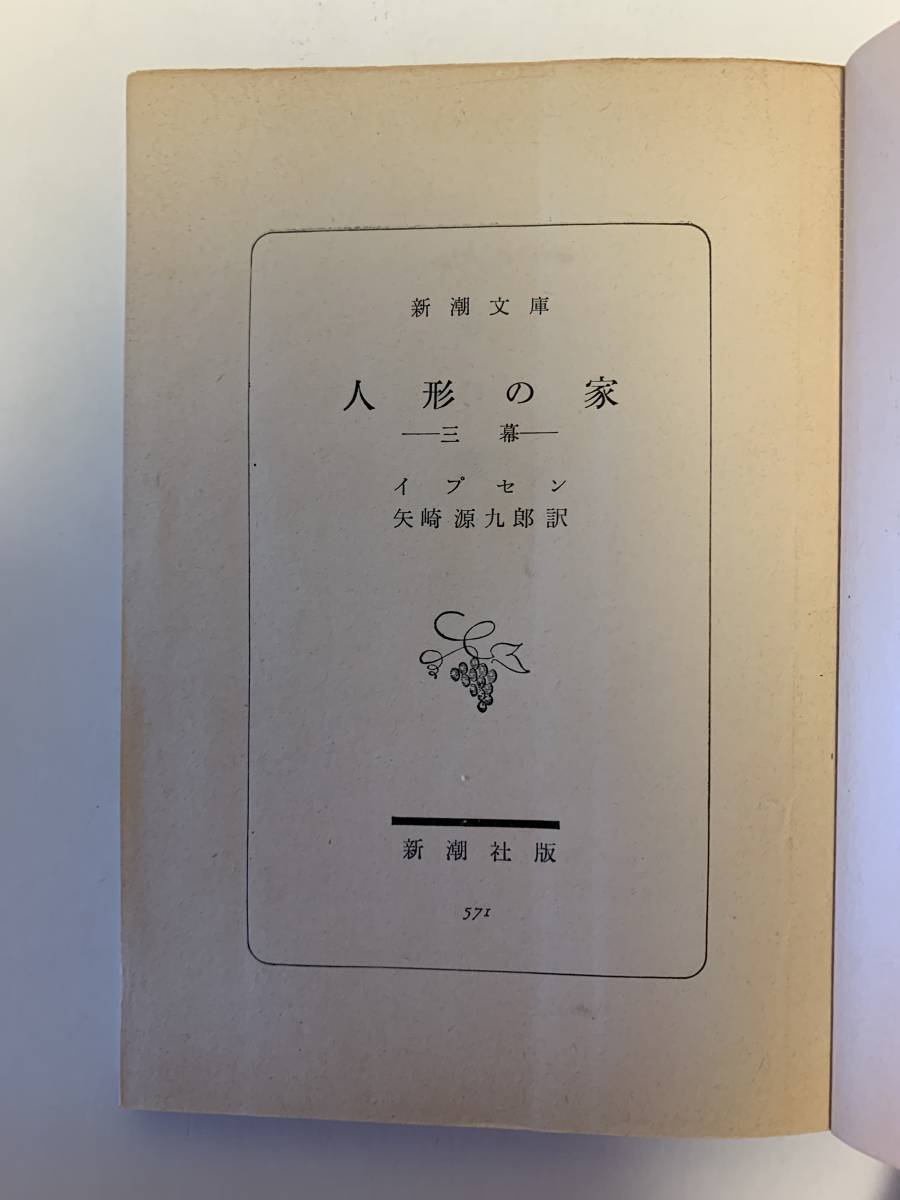 新潮文庫
人形の家
――三幕――
イプセン
矢崎源九郎訳
新潮社版
571